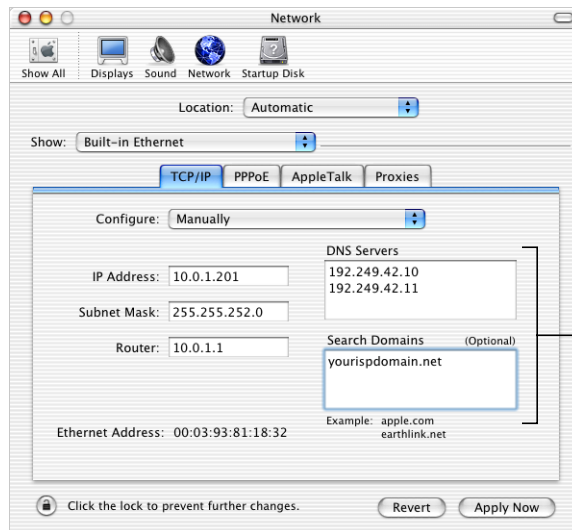 Network
Show All Displays Sound Network Startup Disk
Location: Automatic
Show: Built-in Ethernet
TCP/IP PPPoE AppleTalk Proxies
Configure: Manually
DNS Servers
192.249.42.10
192.249.42.11
IP Address: 10.0.1.201
Subnet Mask: 255.255.252.0
Router: 10.0.1.1
Search Domains (Optional)
yourispdomain.net
Example: apple.com
earthlink.net
Ethernet Address: 00:03:93:81:18:32
Click the lock to prevent further changes.
Revert Apply Now